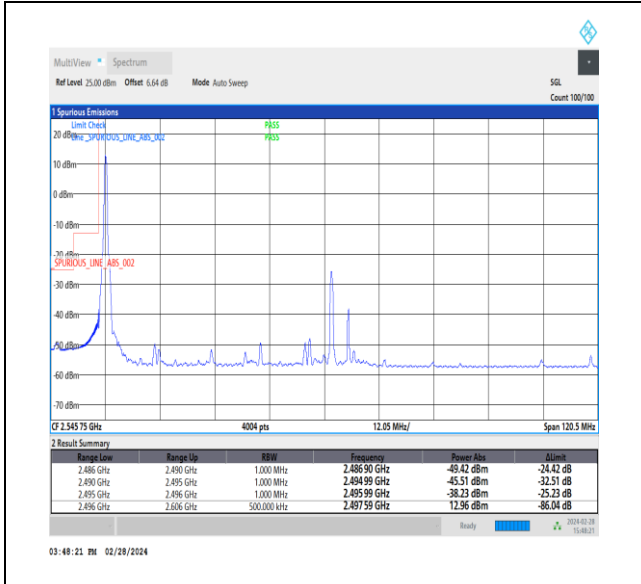 MultiView Spectrum
Ref Level 25.00 dBm Offset 6.64 dB Mode Auto Sweep SGL
Count 100/100
1 Spurious Emissions
Limit Check PASS
20 dBm Line _SPURIOUS_LINE_ABS_002 PASS
10 dBm
0 dBm
-10 dBm
-20 dBm
_SPURIOUS_LINE_ABS_002
-30 dBm
-40 dBm
-50 dBm
-60 dBm
-70 dBm
CF 2.545 75 GHz 4004 pts 12.05 MHz/ Span 120.5 MHz
2 Result Summary
Range Low Range Up RBW Frequency Power Abs ΔLimit
2.486 GHz 2.490 GHz 1.000 MHz 2.486 90 GHz -49.42 dBm -24.42 dB
2.490 GHz 2.495 GHz 1.000 MHz 2.494 99 GHz -45.51 dBm -32.51 dB
2.495 GHz 2.496 GHz 1.000 MHz 2.495 99 GHz -38.23 dBm -25.23 dB
2.496 GHz 2.606 GHz 500.000 kHz 2.497 59 GHz 12.96 dBm -86.04 dB
Ready 2024-02-28
15:48:21
03:48:21 PM 02/28/2024